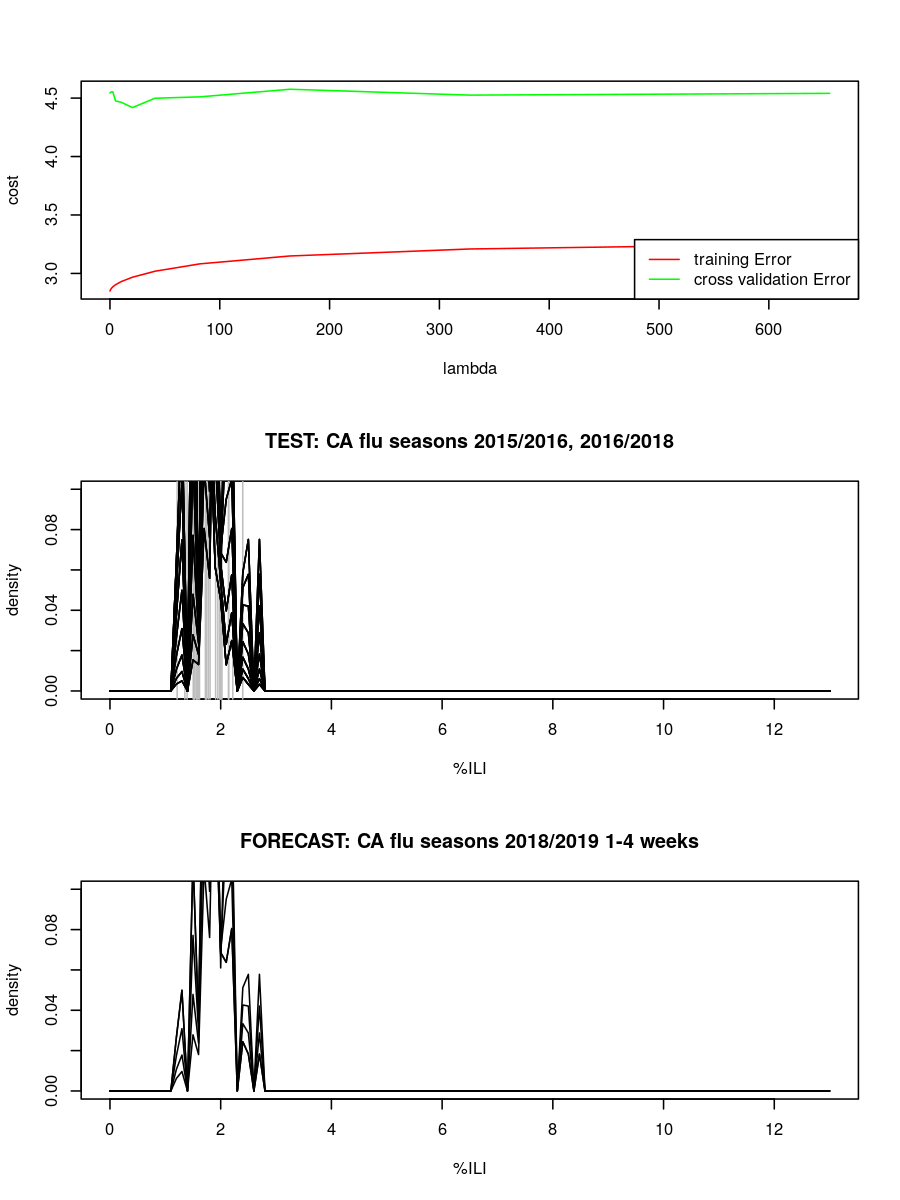 4.5
4.0
3.5
3.0
cost
training Error
cross validation Error
0 100 200 300 400 500 600
lambda
TEST: CA flu seasons 2015/2016, 2016/2018
0.08
0.04
0.00
density
0 2 4 6 8 10 12
%ILI
FORECAST: CA flu seasons 2018/2019 1-4 weeks
0.08
0.04
0.00
density
0 2 4 6 8 10 12
%ILI